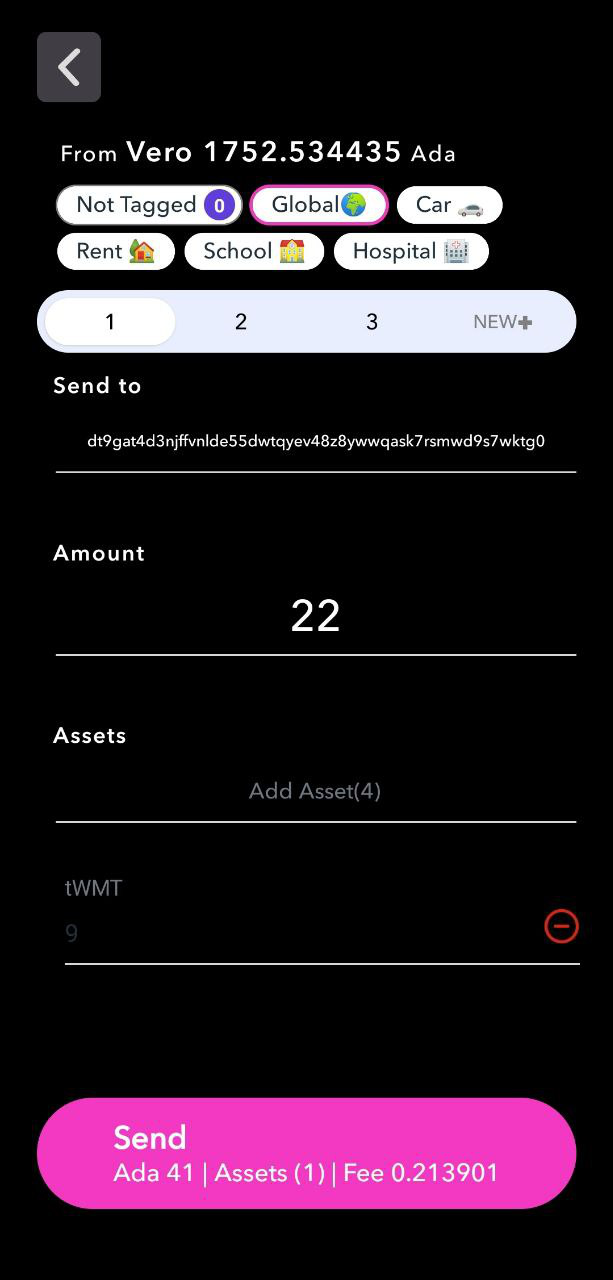 From Vero 1752.534435 Ada
Not Tagged 0 Global Car
Rent School Hospital
1 2 3 NEW
Send to
dt9gat4d3njffvnlde55dwtqyev48z8ywwqask7rsmwd9s7wktg0
Amount
22
Assets
Add Asset(4)
tWMT
9
Send
Ada 41 | Assets (1) | Fee 0.213901